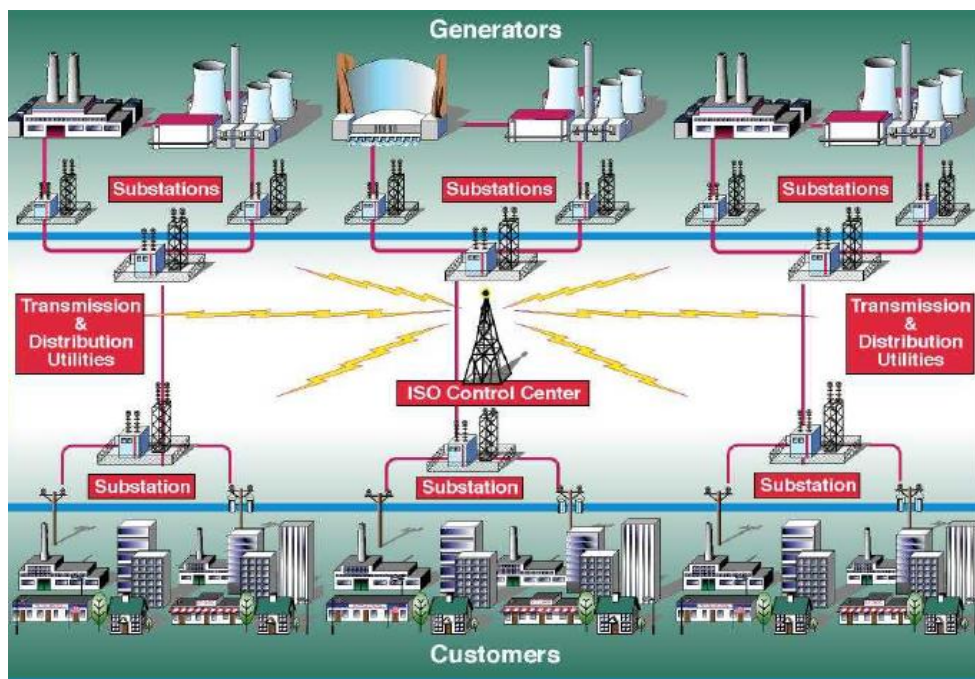 Generators
Substations
Substations
Substations
Transmission
&
Distribution
Utilities
Transmission
&
Distribution
Utilities
ISO Control Center
Substation
Substation
Substation
Customers